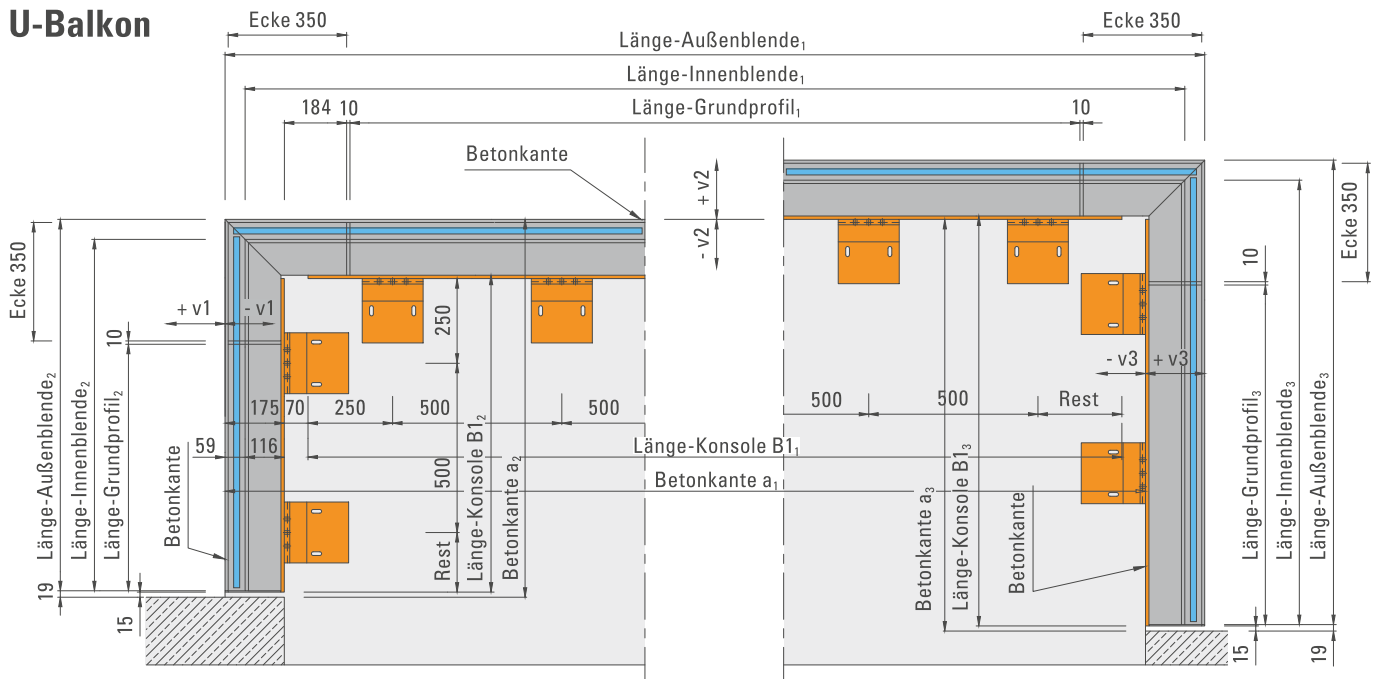 U-Balkon
Ecke 350
Ecke 350
Länge-Außenblende₁
Länge-Innenblende₁
184
10
Länge-Grundprofil₁
10
Betonkante
+ v2
- v2
Ecke 350
Ecke 350
10
10
+ v1
- v1
250
- v3
+ v3
175
70
250
500
500
500
500
Rest
59
116
Länge-Konsole B1₁
Betonkante a₁
500
Rest
Länge-Außenblende₂
Länge-Innenblende₂
Länge-Grundprofil₂
Betonkante
Länge-Konsole B1₂
Betonkante a₂
Betonkante a₃
Länge-Konsole B1₃
Betonkante
Länge-Grundprofil₃
Länge-Innenblende₃
Länge-Außenblende₃
19
15
15
19